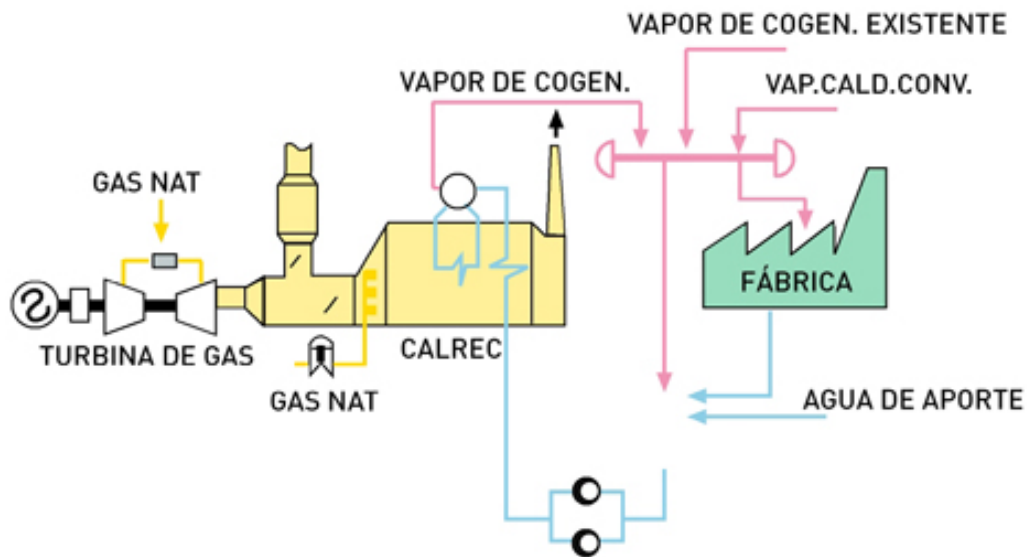 VAPOR DE COGEN. EXISTENTE
VAPOR DE COGEN.
VAP.CALD.CONV.
GAS NAT
FÁBRICA
TURBINA DE GAS
CALREC
GAS NAT
AGUA DE APORTE